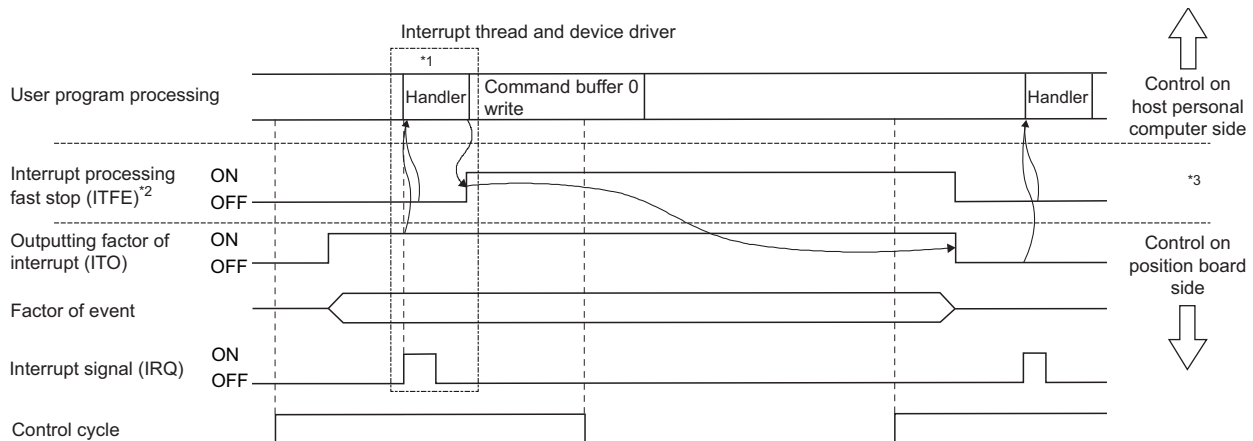 Interrupt thread and device driver
*1
User program processing
Handler
Command buffer 0
write
Handler
Control on
host personal
computer side
Interrupt processing
fast stop (ITFE)*2
ON
OFF
*3
Outputting factor of
interrupt (ITO)
ON
OFF
Control on
position board
side
Factor of event
Interrupt signal (IRQ)
ON
OFF
Control cycle